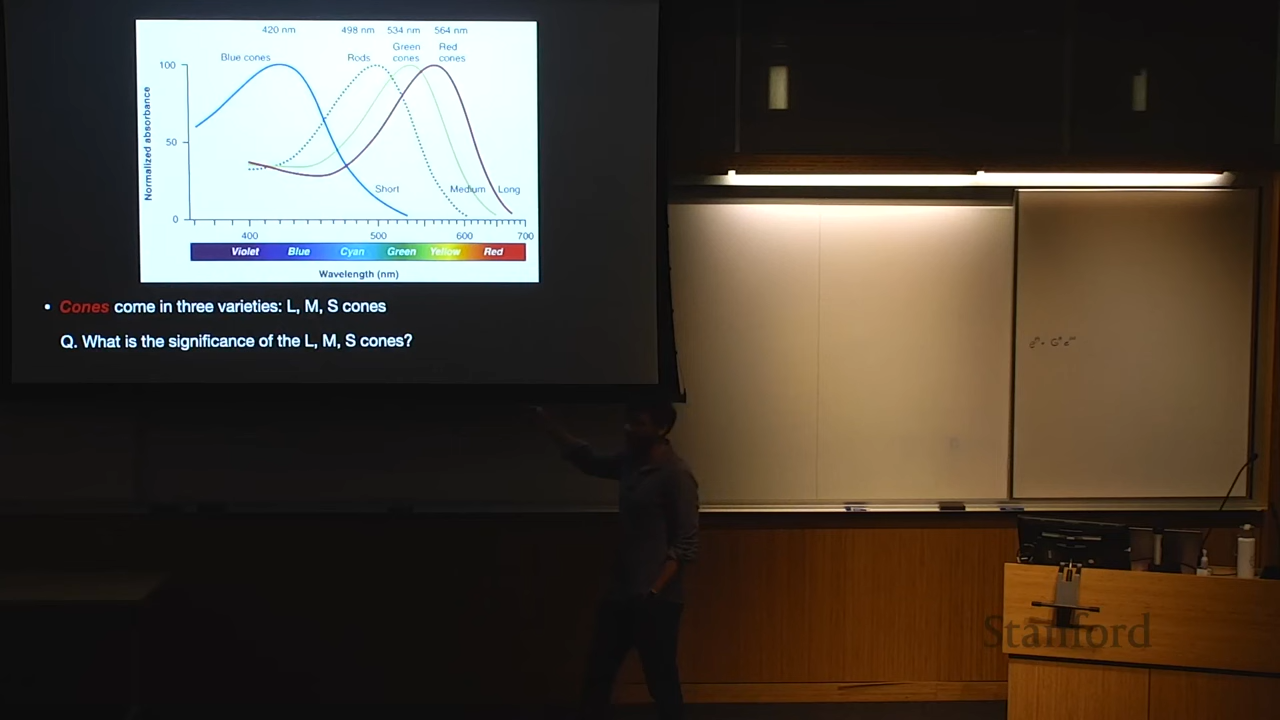 420 nm 498 nm 534 nm 564 nm
Blue cones Rods Green cones Red cones
100
50
0
Normalized absorbance
Short Medium Long
400 500 600 700
Violet Blue Cyan Green Yellow Red
Wavelength (nm)
• Cones come in three varieties: L, M, S cones
Q. What is the significance of the L, M, S cones?
Stanford